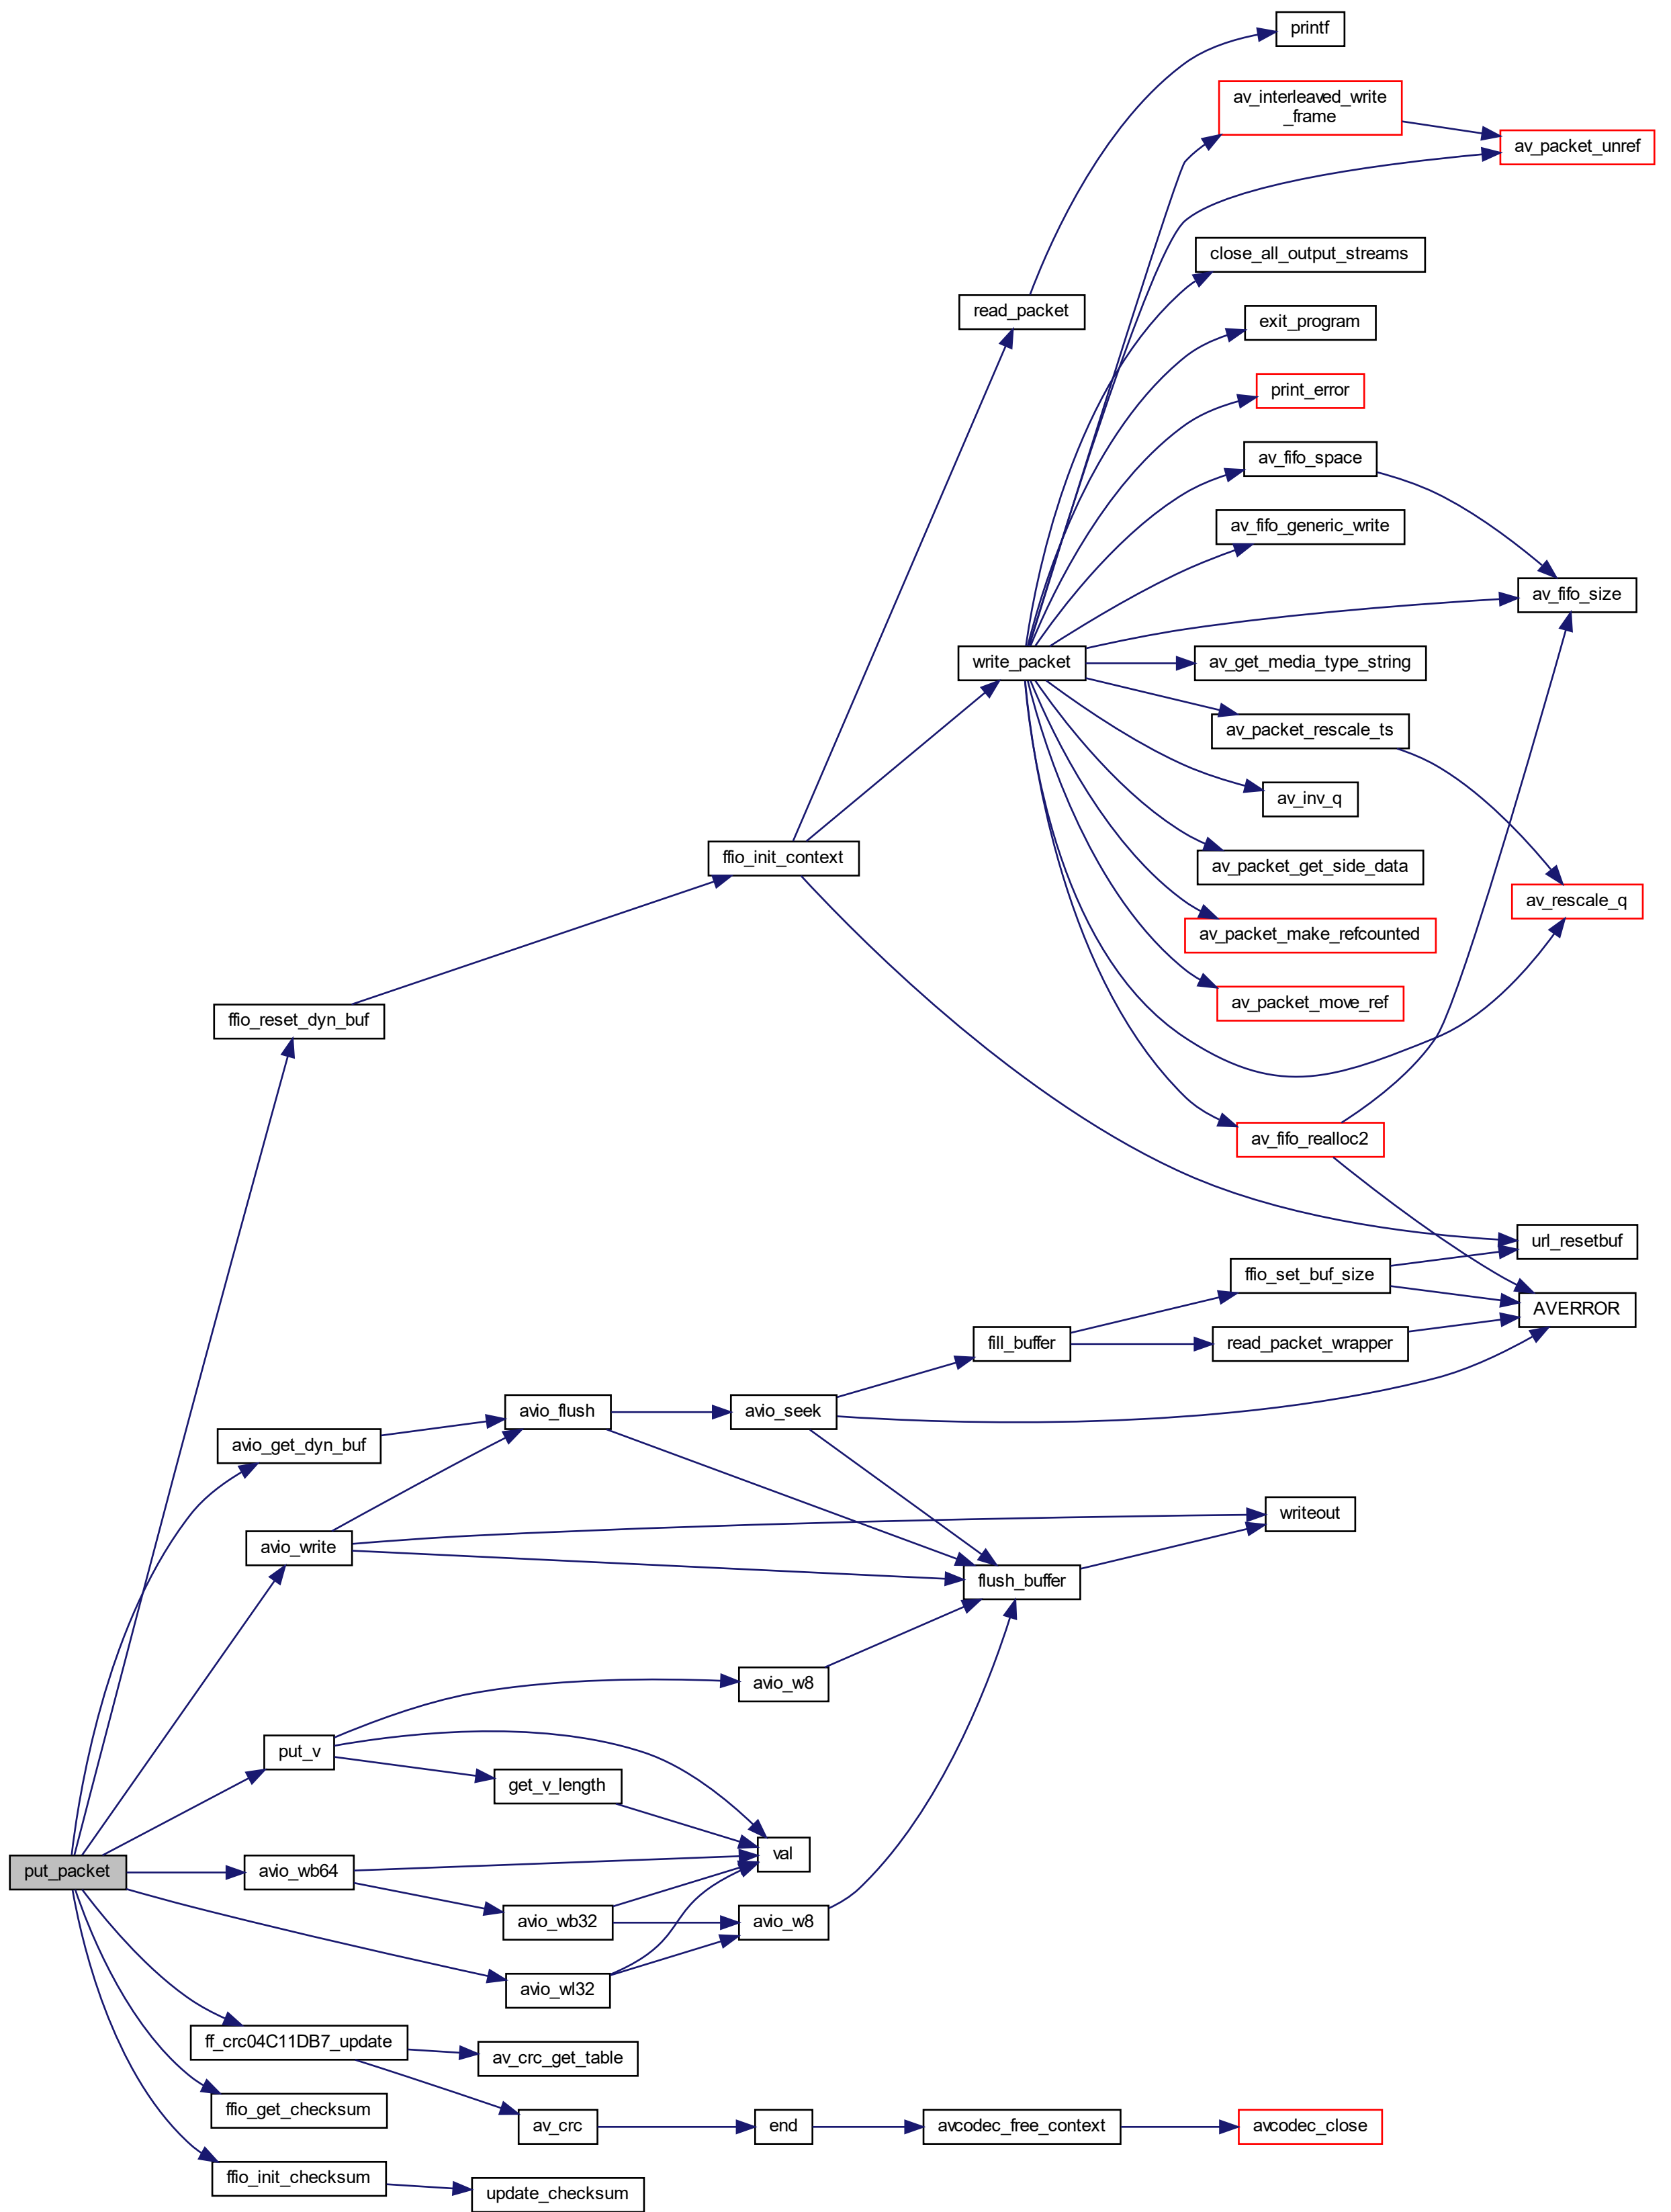 printf
av_interleaved_write
_frame
av_packet_unref
close_all_output_streams
read_packet
exit_program
print_error
av_fifo_space
av_fifo_generic_write
av_fifo_size
write_packet
av_get_media_type_string
av_packet_rescale_ts
av_inv_q
ffio_init_context
av_packet_get_side_data
av_rescale_q
av_packet_make_refcounted
av_packet_move_ref
ffio_reset_dyn_buf
av_fifo_realloc2
url_resetbuf
ffio_set_buf_size
AVERROR
fill_buffer
read_packet_wrapper
avio_flush
avio_seek
avio_get_dyn_buf
writeout
avio_write
flush_buffer
avio_w8
put_v
get_v_length
val
put_packet
avio_wb64
avio_wb32
avio_w8
avio_wl32
ff_crc04C11DB7_update
av_crc_get_table
ffio_get_checksum
av_crc
end
avcodec_free_context
avcodec_close
ffio_init_checksum
update_checksum